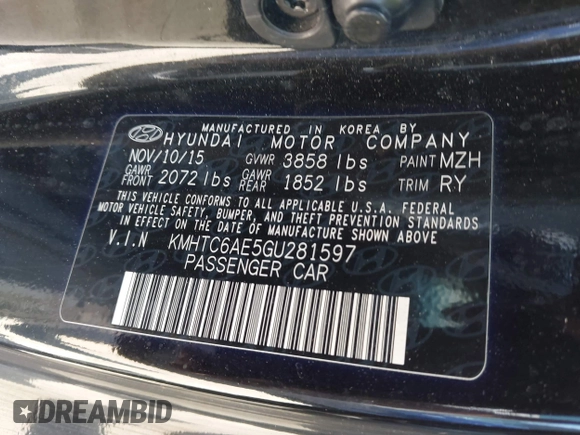 MANUFACTURED IN KOREA BY
HYUNDAI MOTOR COMPANY
NOV/10/15 GVWR 3858 lbs PAINT MZH
GAWR FRONT 2072 lbs GAWR REAR 1852 lbs TRIM RY
THIS VEHICLE CONFORMS TO ALL APPLICABLE U.S.A. FEDERAL
MOTOR VEHICLE SAFETY, BUMPER, AND THEFT PREVENTION STANDARDS
IN EFFECT ON THE DATE OF MANUFACTURE SHOWN ABOVE
V.I.N KMHTC6AE5GU281597
PASSENGER CAR
DREAMBID